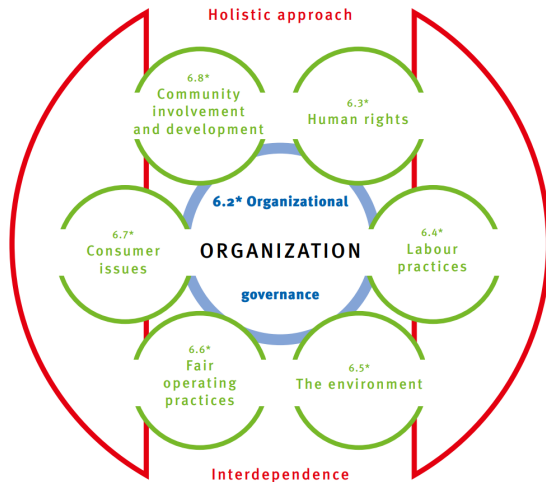 Holistic approach
6.8*
Community
involvement
and development
6.3*
Human rights
6.2* Organizational
6.7*
Consumer
issues
ORGANIZATION
6.4*
Labour
practices
governance
6.6*
Fair
operating
practices
6.5*
The environment
Interdependence